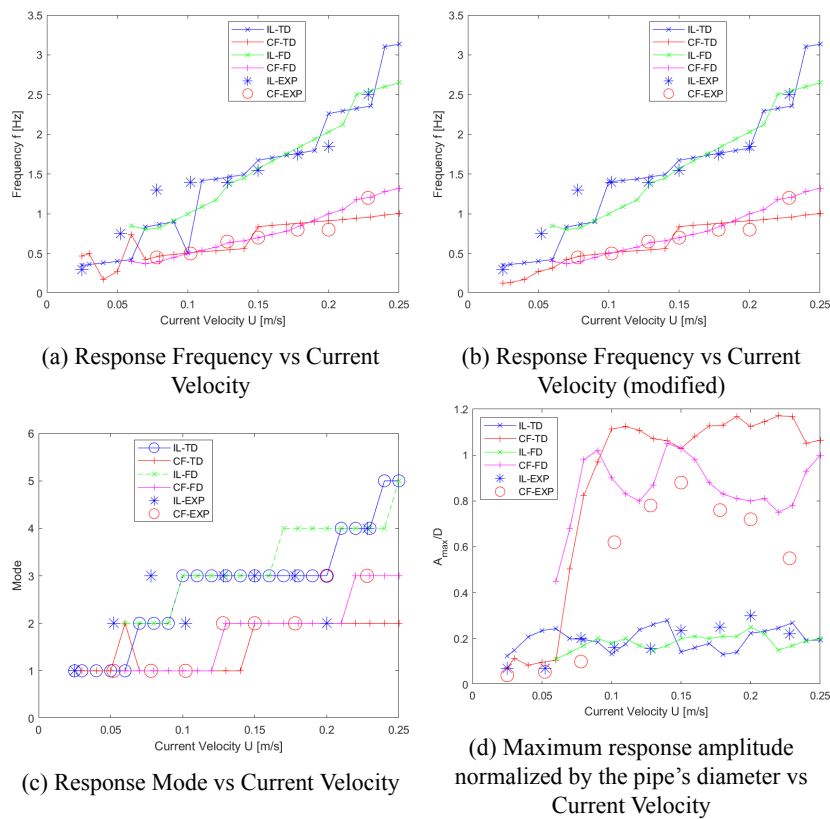 3.5
3
2.5
2
1.5
1
0.5
0
Frequency f [Hz]
0 0.05 0.1 0.15 0.2 0.25
Current Velocity U [m/s]
IL-TD
CF-TD
IL-FD
CF-FD
IL-EXP
CF-EXP
(a) Response Frequency vs Current
Velocity
3.5
3
2.5
2
1.5
1
0.5
0
Frequency f [Hz]
0 0.05 0.1 0.15 0.2 0.25
Current Velocity U [m/s]
IL-TD
CF-TD
IL-FD
CF-FD
IL-EXP
CF-EXP
(b) Response Frequency vs Current
Velocity (modified)
6
5
4
3
2
1
0
Mode
0 0.05 0.1 0.15 0.2 0.25
Current Velocity U [m/s]
IL-TD
CF-TD
IL-FD
CF-FD
IL-EXP
CF-EXP
(c) Response Mode vs Current Velocity
1.2
1
0.8
0.6
0.4
0.2
0
A_max/D
0 0.05 0.1 0.15 0.2 0.25
Current Velocity U [m/s]
IL-TD
CF-TD
IL-FD
CF-FD
IL-EXP
CF-EXP
(d) Maximum response amplitude
normalized by the pipe's diameter vs
Current Velocity